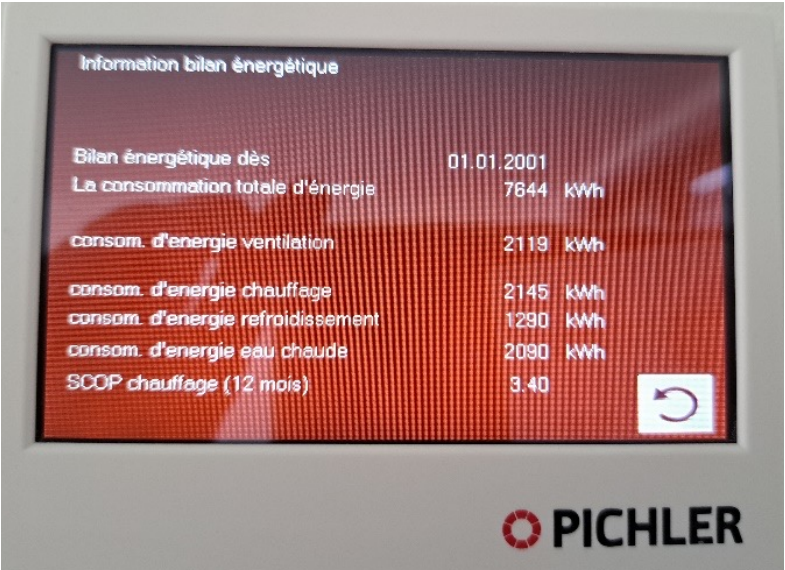 Information bilan énergétique
Bilan énergétique dès 01.01.2001
La consommation totale d'énergie 7644 kWh
consom. d'energie ventilation 2119 kWh
consom. d'energie chauffage 2145 kWh
consom. d'energie refroidissement 1290 kWh
consom. d'energie eau chaude 2090 kWh
SCOP chauffage (12 mois) 3.40
PICHLER